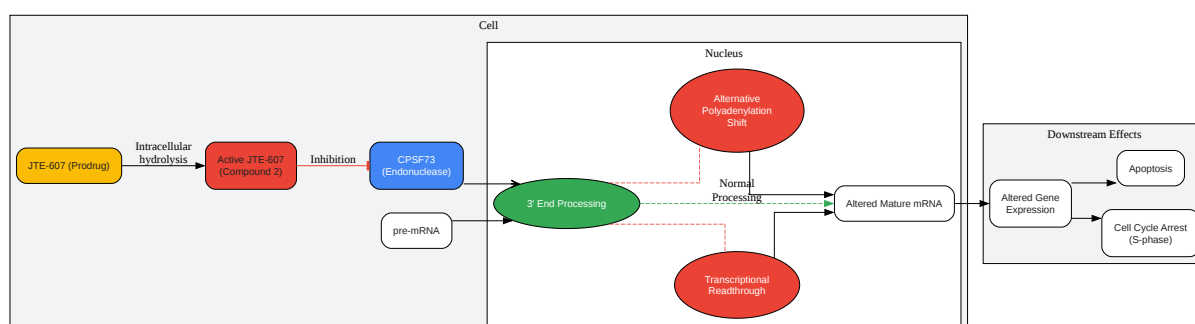 Cell
Nucleus
JTE-607 (Prodrug)
Intracellular
hydrolysis
Active JTE-607
(Compound 2)
Inhibition
CPSF73
(Endonuclease)
pre-mRNA
3' End Processing
Alternative
Polyadenylation
Shift
Normal
Processing
Transcriptional
Readthrough
Altered Mature mRNA
Downstream Effects
Altered Gene
Expression
Apoptosis
Cell Cycle Arrest
(S-phase)